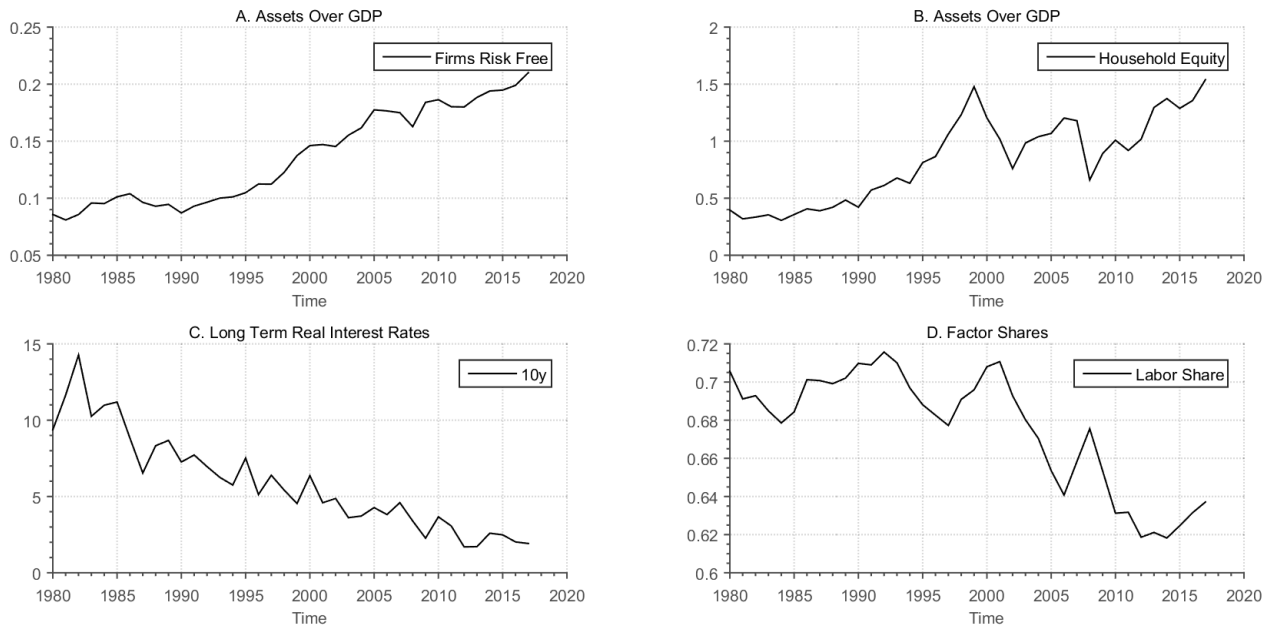 A. Assets Over GDP
0.25
0.2
0.15
0.1
0.05
Firms Risk Free
1980 1985 1990 1995 2000 2005 2010 2015 2020
Time
B. Assets Over GDP
2
1.5
1
0.5
0
Household Equity
1980 1985 1990 1995 2000 2005 2010 2015 2020
Time
C. Long Term Real Interest Rates
15
10
5
0
10y
1980 1985 1990 1995 2000 2005 2010 2015 2020
Time
D. Factor Shares
0.72
0.7
0.68
0.66
0.64
0.62
0.6
Labor Share
1980 1985 1990 1995 2000 2005 2010 2015 2020
Time